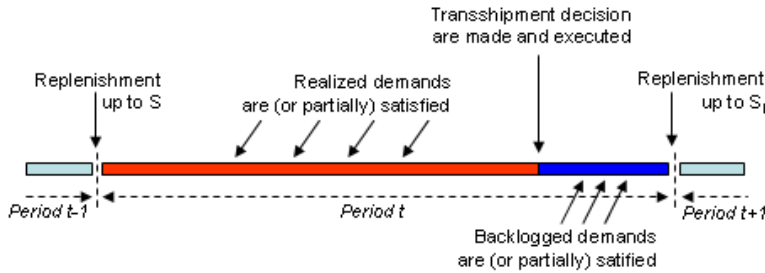 Transshipment decision
are made and executed
Replenishment
up to S
Realized demands
are (or partially) satisfied
Replenishment
up to S
Period t-1
Period t
Period t+1
Backlogged demands
are (or partially) satified